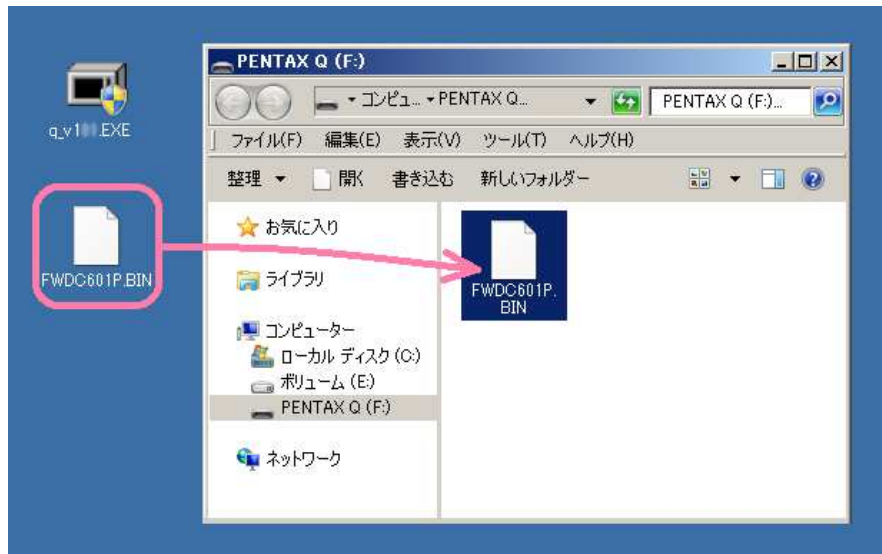 q_v1 .EXE
FWDC601P.BIN
PENTAX Q (F:)
▾ コンピュ... ▾ PENTAX Q...
PENTAX Q (F:)...
ファイル(F) 編集(E) 表示(V) ツール(T) ヘルプ(H)
整理 ▾ 開く 書き込む 新しいフォルダー
お気に入り
ライブラリ
コンピューター
ローカル ディスク (C:)
ボリューム (E:)
PENTAX Q (F:)
ネットワーク
FWDC601P.
BIN